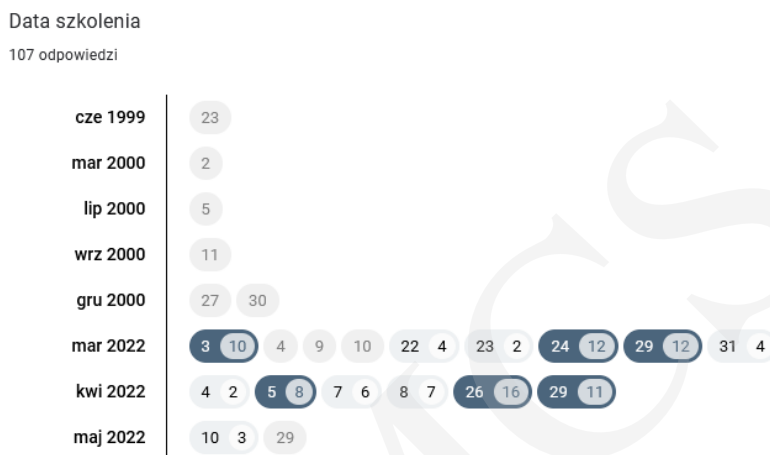 Data szkolenia
107 odpowiedzi
cze 1999 23
mar 2000 2
lip 2000 5
wrz 2000 11
gru 2000 27 30
mar 2022 3 10 4 9 10 22 4 23 2 24 12 29 12 31 4
kwi 2022 4 2 5 8 7 6 8 7 26 16 29 11
maj 2022 10 3 29